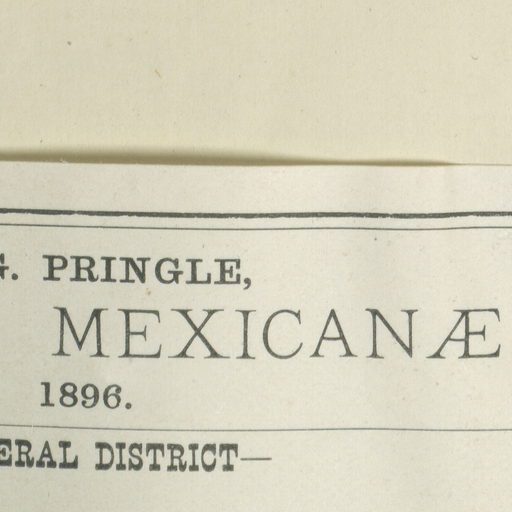 G. PRINGLE,
MEXICANÆ
1896.
ERAL DISTRICT—